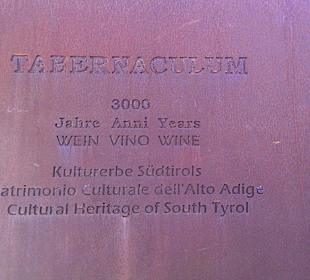 TABERNACULUM
3000
Jahre Anni Years
WEIN VINO WINE
Kulturerbe Südtirols
atrimonio Culturale dell'Alto Adige
Cultural Heritage of South Tyrol